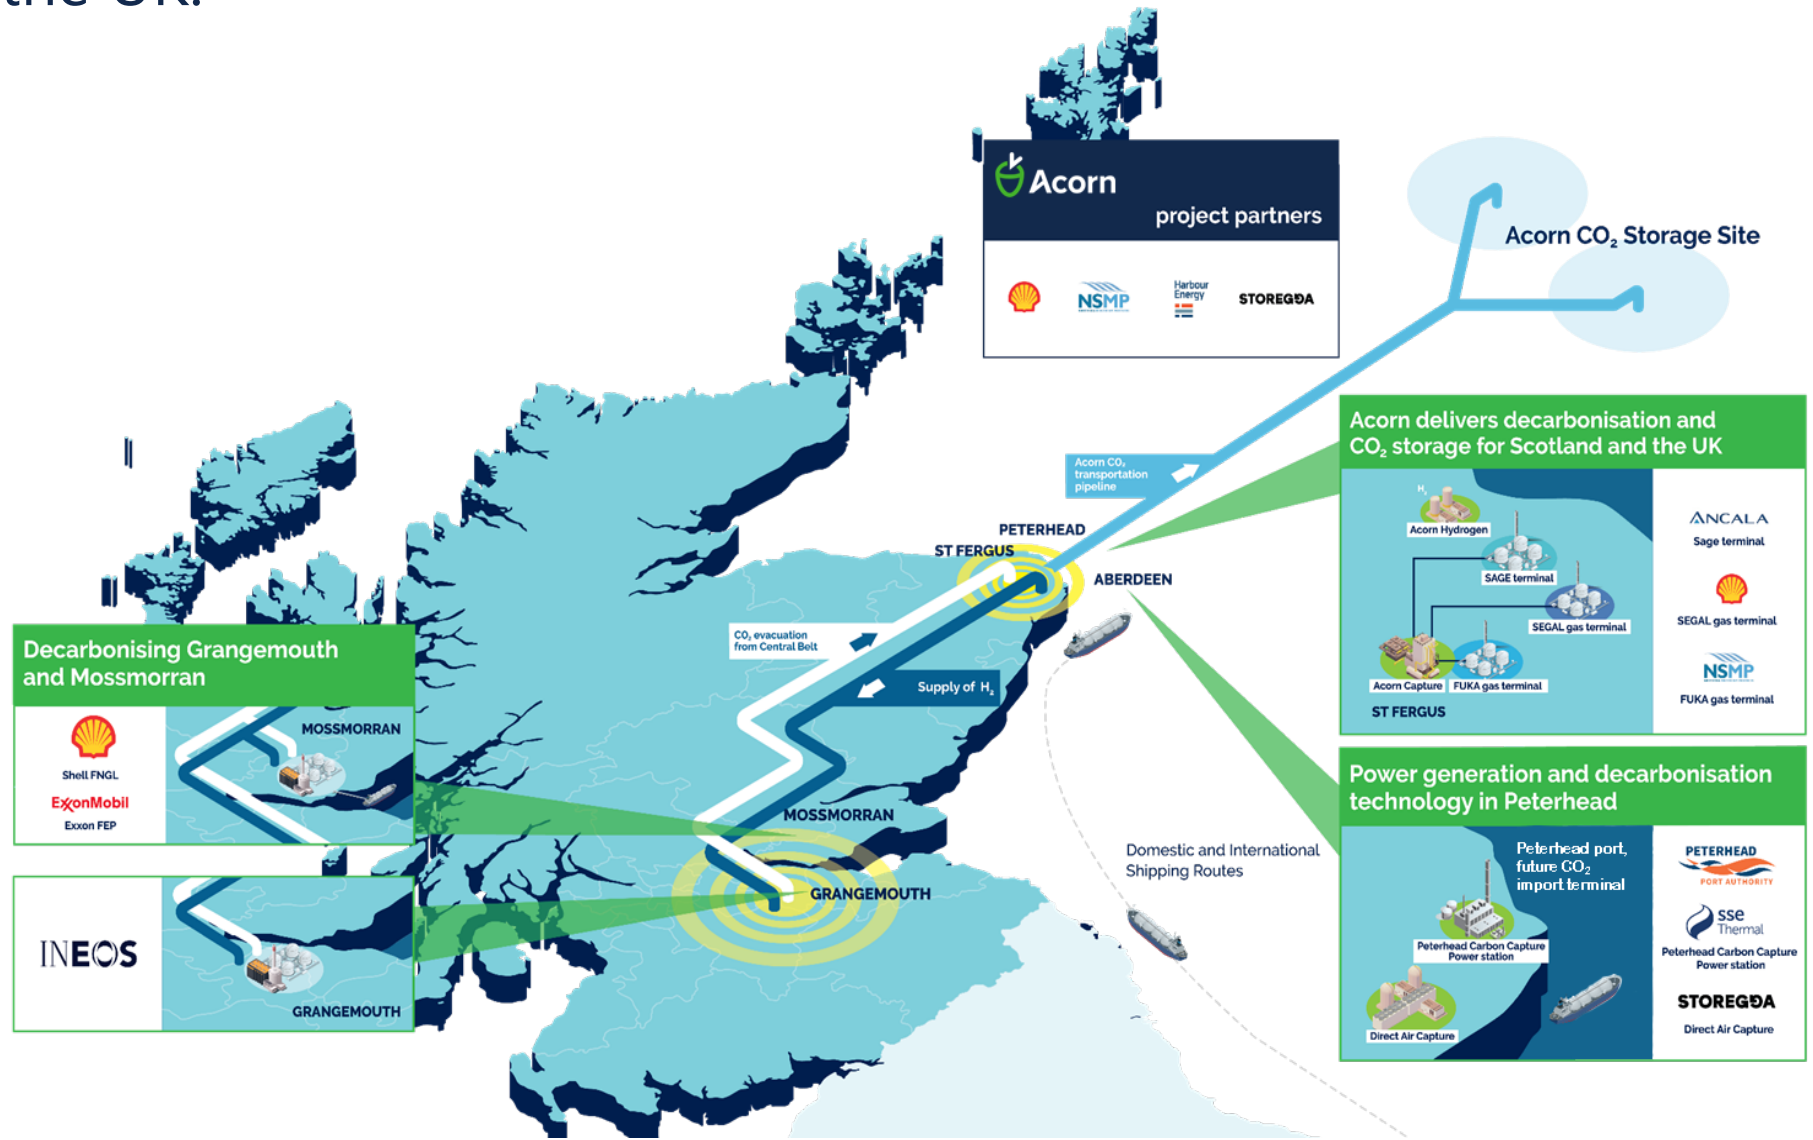 the UK.
Acorn
project partners
NSMP
Harbour
Energy
STOREGGA
Acorn CO₂ Storage Site
Acorn CO₂
transportation
pipeline
PETERHEAD
ST FERGUS
ABERDEEN
CO₂ evacuation
from Central Belt
Supply of H₂
MOSSMORRAN
GRANGEMOUTH
Domestic and International
Shipping Routes
Decarbonising Grangemouth
and Mossmorran
Shell FNGL
ExxonMobil
Exxon FEP
MOSSMORRAN
INEOS
GRANGEMOUTH
Acorn delivers decarbonisation and
CO₂ storage for Scotland and the UK
H₂
Acorn Hydrogen
SAGE terminal
SEGAL gas terminal
Acorn Capture
FUKA gas terminal
ST FERGUS
ANCALA
Sage terminal
SEGAL gas terminal
NSMP
FUKA gas terminal
Power generation and decarbonisation
technology in Peterhead
Peterhead port,
future CO₂
import terminal
Peterhead Carbon Capture
Power station
Direct Air Capture
PETERHEAD
PORT AUTHORITY
sse
Thermal
Peterhead Carbon Capture
Power station
STOREGGA
Direct Air Capture